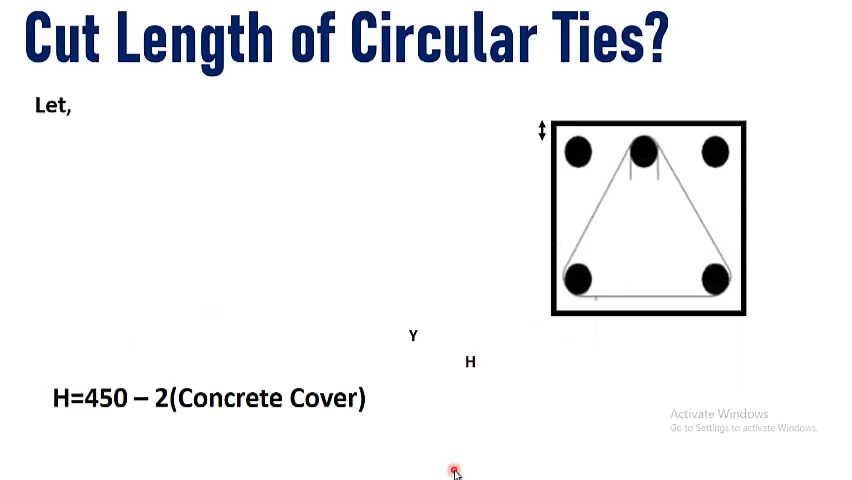 Cut Length of Circular Ties?
Let,
Y
H
H=450 – 2(Concrete Cover)
Activate Windows
Go to Settings to activate Windows.